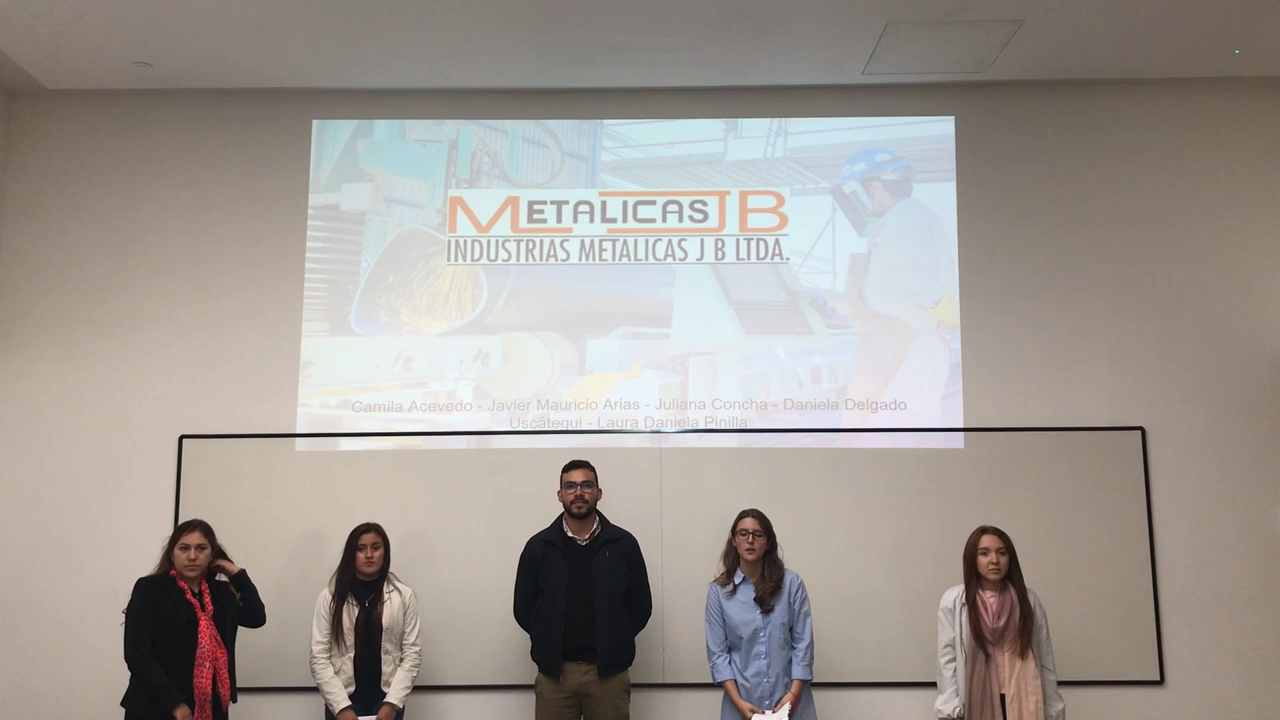 METALICAS JB
INDUSTRIAS METALICAS J B LTDA.
Camila Acevedo - Javier Mauricio Arias - Juliana Concha - Daniela Delgado
Uscátegui - Laura Daniela Pinilla